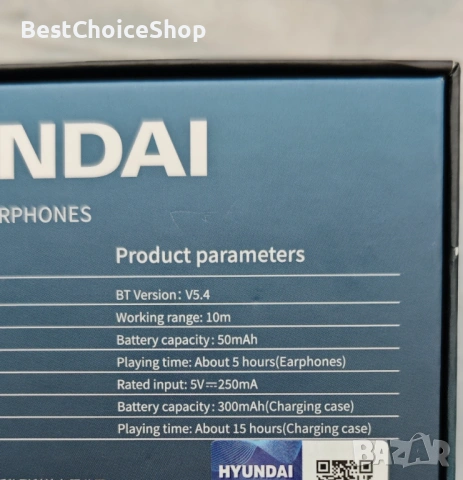 BestChoiceShop
NDAI
RPHONES
Product parameters
BT Version: V5.4
Working range: 10m
Battery capacity: 50mAh
Playing time: About 5 hours(Earphones)
Rated input: 5V⎓250mA
Battery capacity: 300mAh(Charging case)
Playing time: About 15 hours(Charging case)
HYUNDAI
BAZAR